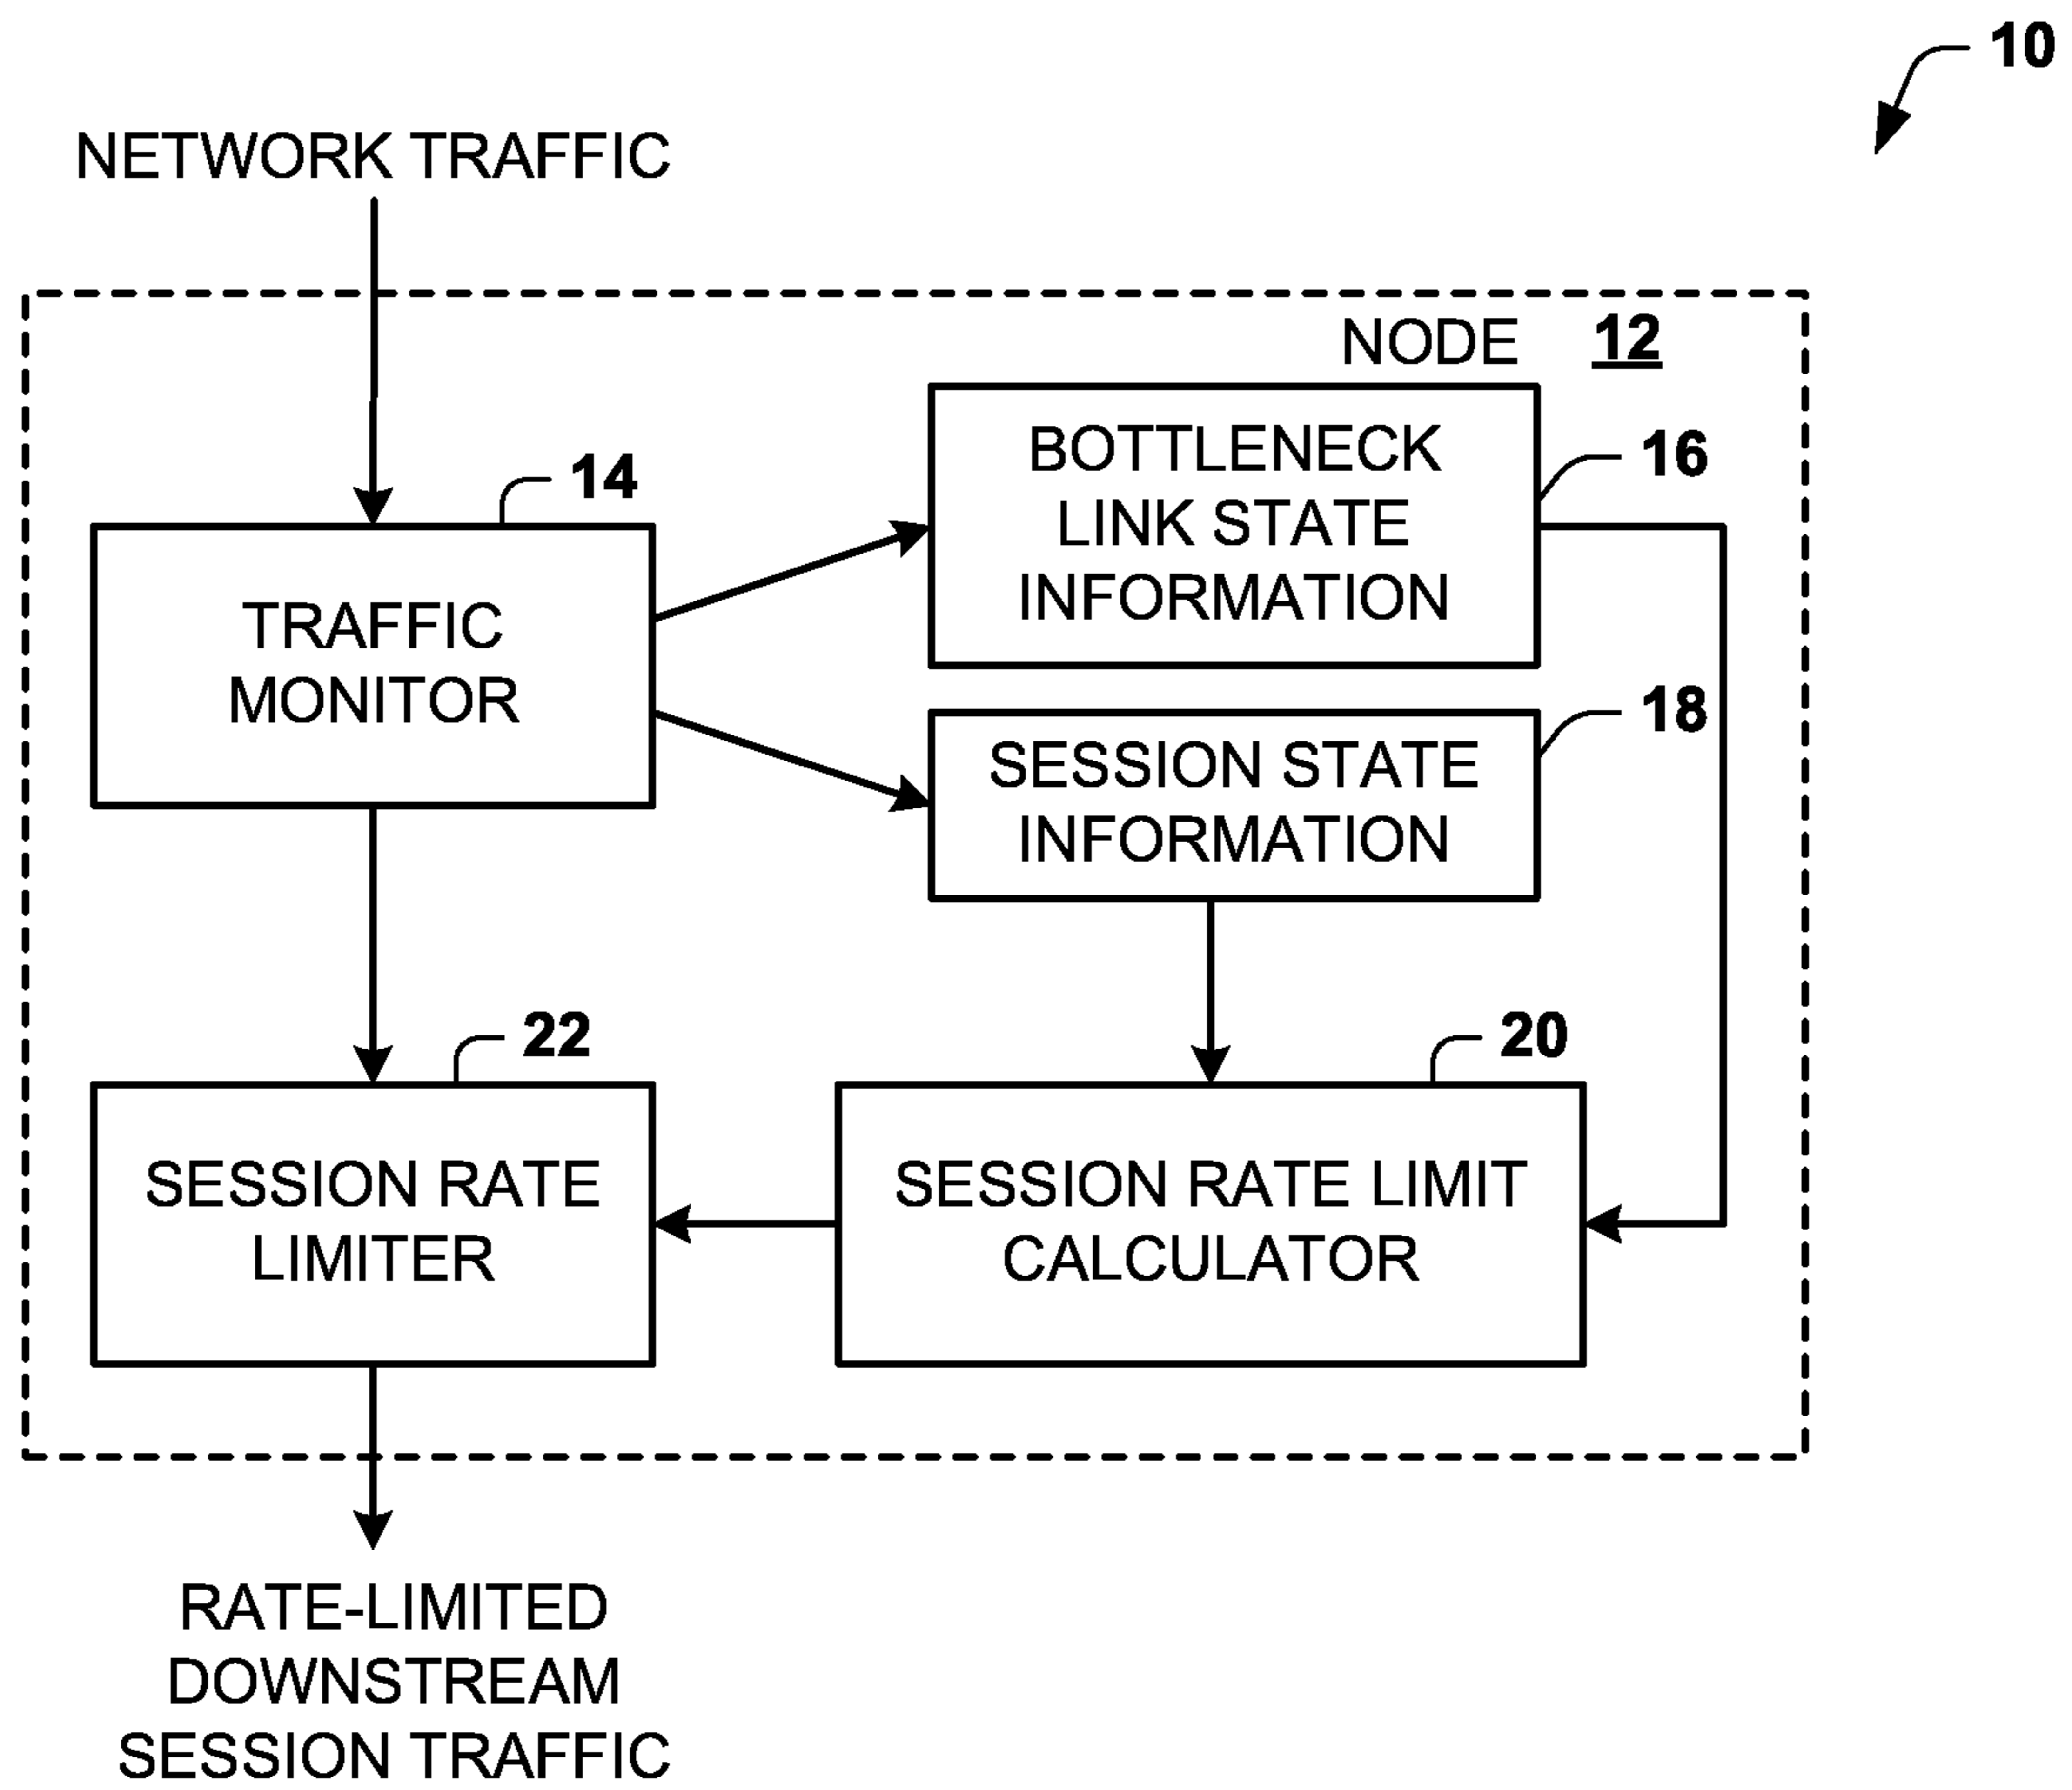 10
NETWORK TRAFFIC
NODE 12
BOTTLENECK
LINK STATE
INFORMATION
16
14
TRAFFIC
MONITOR
SESSION STATE
INFORMATION
18
22
SESSION RATE
LIMITER
20
SESSION RATE LIMIT
CALCULATOR
RATE-LIMITED
DOWNSTREAM
SESSION TRAFFIC